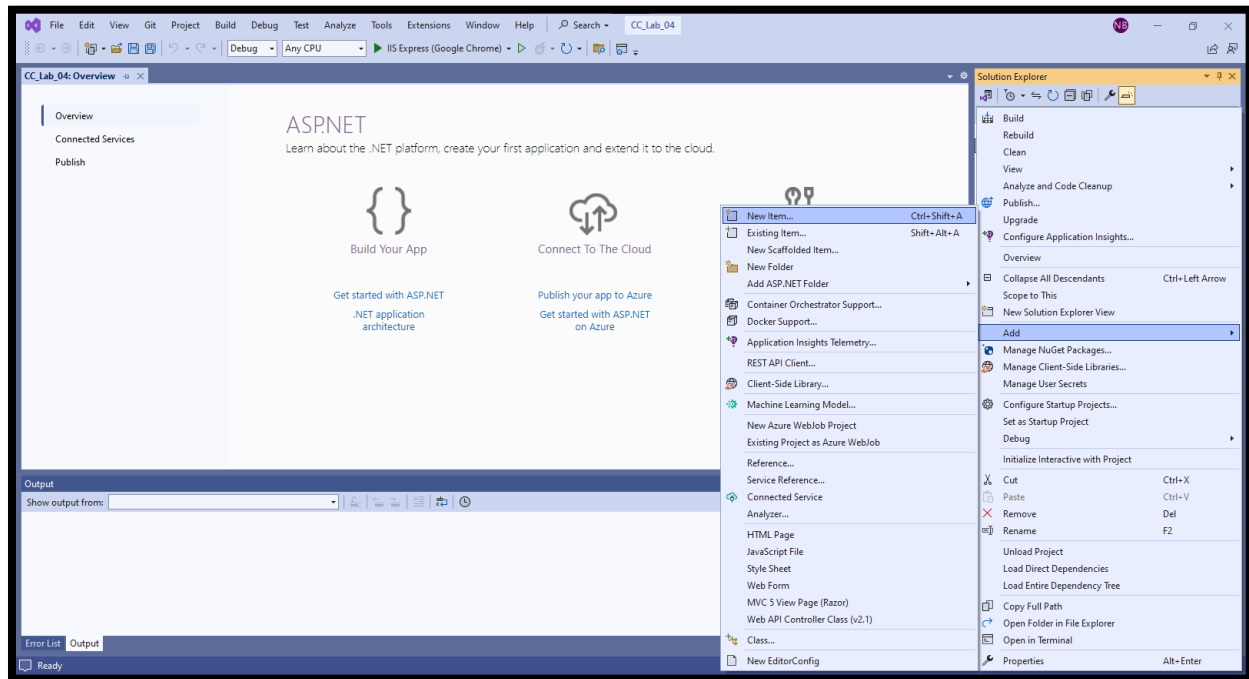 File Edit View Git Project Build Debug Test Analyze Tools Extensions Window Help Search CC_Lab_04 NB
Debug Any CPU IIS Express (Google Chrome)
CC_Lab_04: Overview
Overview
Connected Services
Publish
ASP.NET
Learn about the .NET platform, create your first application and extend it to the cloud.
Build Your App
Connect To The Cloud
Get started with ASP.NET
.NET application
architecture
Publish your app to Azure
Get started with ASP.NET
on Azure
Output
Show output from:
Error List Output
Ready
New Item... Ctrl+Shift+A
Existing Item... Shift+Alt+A
New Scaffolded Item...
New Folder
Add ASP.NET Folder
Container Orchestrator Support...
Docker Support...
Application Insights Telemetry...
REST API Client...
Client-Side Library...
Machine Learning Model...
New Azure WebJob Project
Existing Project as Azure WebJob
Reference...
Service Reference...
Connected Service
Analyzer...
HTML Page
JavaScript File
Style Sheet
Web Form
MVC 5 View Page (Razor)
Web API Controller Class (v2.1)
Class...
New EditorConfig
Solution Explorer
Build
Rebuild
Clean
View
Analyze and Code Cleanup
Publish...
Upgrade
Configure Application Insights...
Overview
Collapse All Descendants Ctrl+Left Arrow
Scope to This
New Solution Explorer View
Add
Manage NuGet Packages...
Manage Client-Side Libraries...
Manage User Secrets
Configure Startup Projects...
Set as Startup Project
Debug
Initialize Interactive with Project
Cut Ctrl+X
Paste Ctrl+V
Remove Del
Rename F2
Unload Project
Load Direct Dependencies
Load Entire Dependency Tree
Copy Full Path
Open Folder in File Explorer
Open in Terminal
Properties Alt+Enter